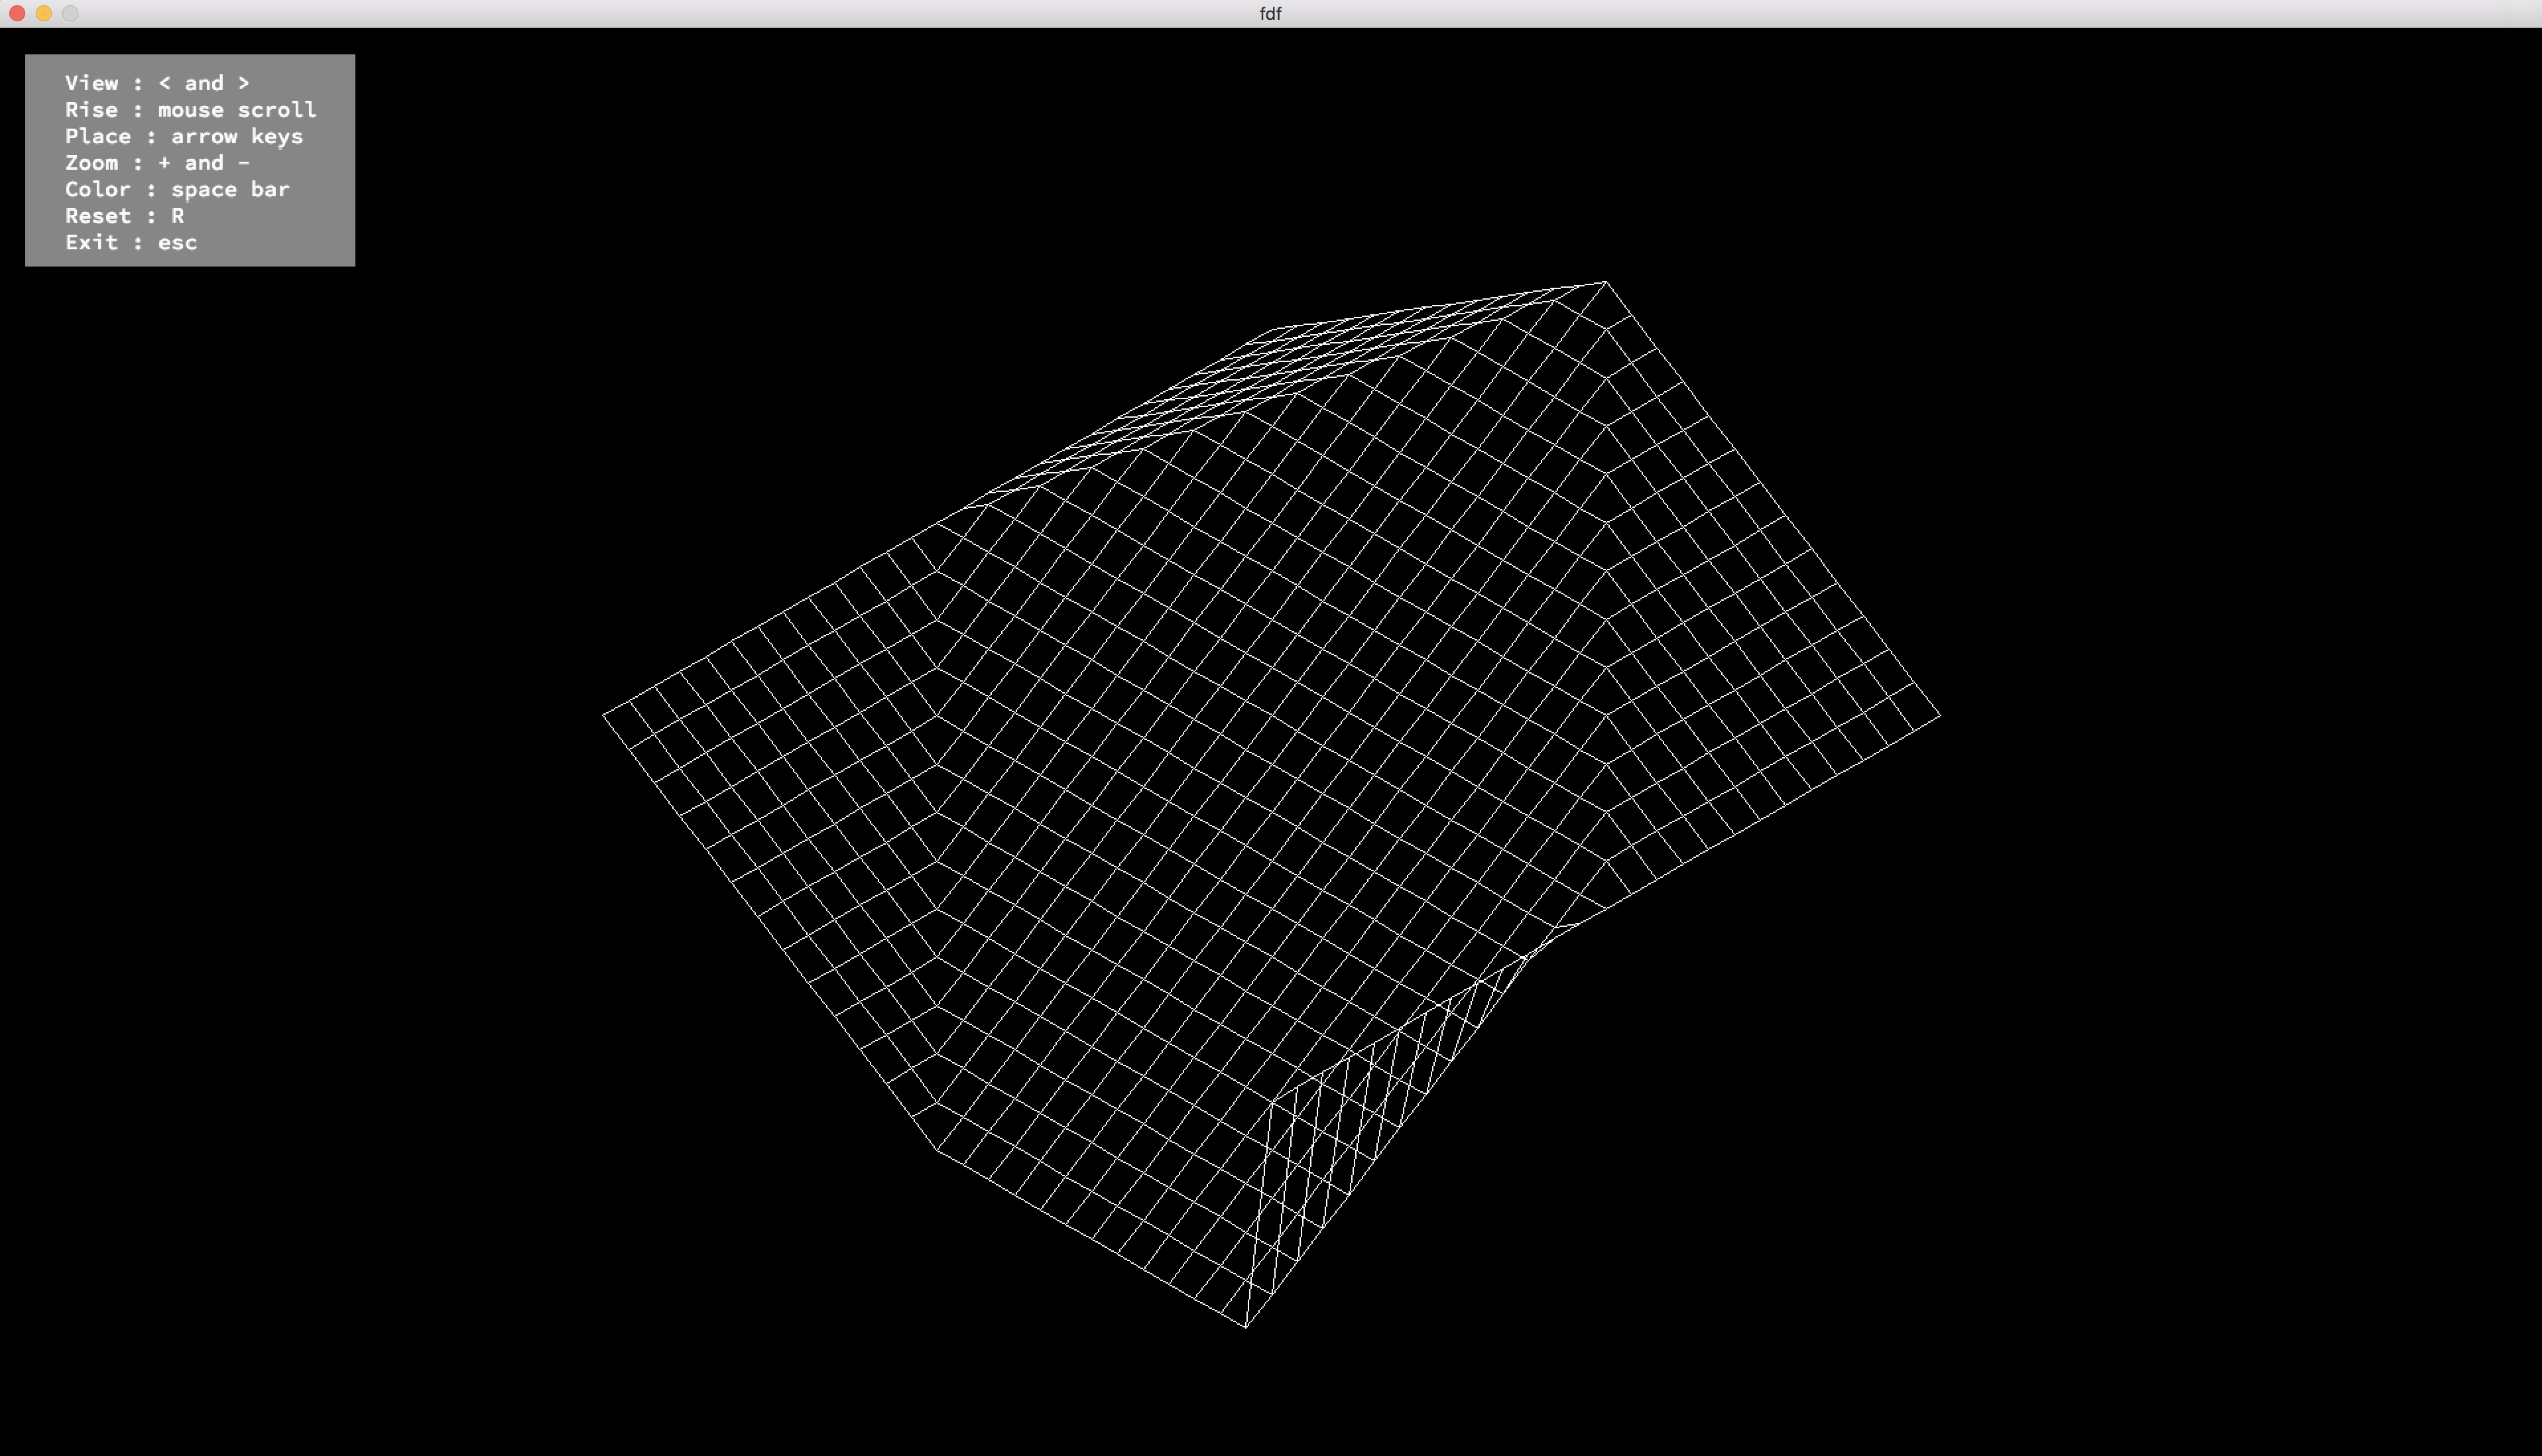 fdf
View : < and >
Rise : mouse scroll
Place : arrow keys
Zoom : + and -
Color : space bar
Reset : R
Exit : esc